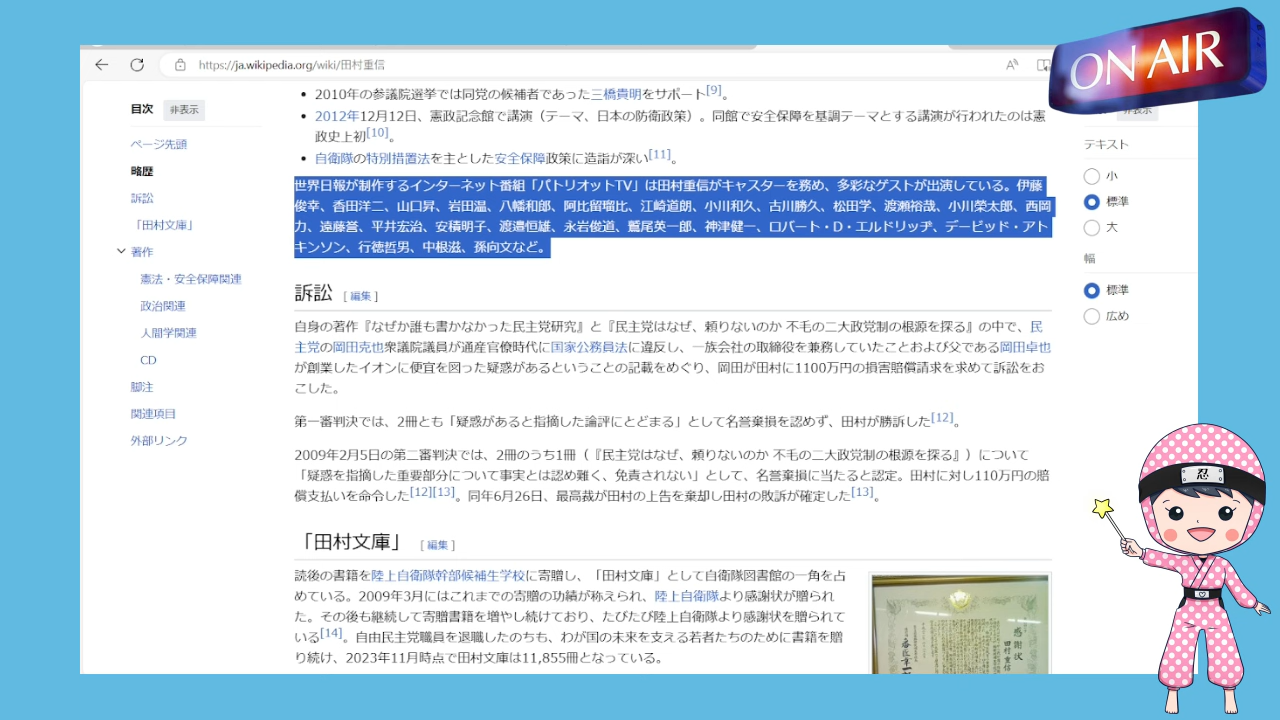 ON AIR
https://ja.wikipedia.org/wiki/田村重信
目次 非表示
ページ先頭
略歴
訴訟
「田村文庫」
著作
憲法・安全保障関連
政治関連
人間学関連
CD
脚注
関連項目
外部リンク
• 2010年の参議院選挙では同党の候補者であった三橋貴明をサポート[9]。
• 2012年12月12日、憲政記念館で講演（テーマ、日本の防衛政策）。同館で安全保障を基調テーマとする講演が行われたのは憲
政史上初[10]。
• 自衛隊の特別措置法を主とした安全保障政策に造詣が深い[11]。
世界日報が制作するインターネット番組「パトリオットTV」は田村重信がキャスターを務め、多彩なゲストが出演している。伊藤
俊幸、香田洋二、山口昇、岩田温、八幡和郎、阿比留瑠比、江崎道朗、小川和久、古川勝久、松田学、渡瀬裕哉、小川榮太郎、西岡
力、遠藤誉、平井宏治、安積明子、渡邉恒雄、永岩俊道、鷲尾英一郎、神津健一、ロバート・D・エルドリッヂ、デービッド・アト
キンソン、行徳哲男、中根滋、孫向文など。
訴訟 [ 編集 ]
自身の著作『なぜか誰も書かなかった民主党研究』と『民主党はなぜ、頼りないのか 不毛の二大政党制の根源を探る』の中で、民
主党の岡田克也衆議院議員が通産官僚時代に国家公務員法に違反し、一族会社の取締役を兼務していたことおよび父である岡田卓也
が創業したイオンに便宜を図った疑惑があるということの記載をめぐり、岡田が田村に1100万円の損害賠償請求を求めて訴訟をお
こした。
第一審判決では、2冊とも「疑惑があると指摘した論評にとどまる」として名誉棄損を認めず、田村が勝訴した[12]。
2009年2月5日の第二審判決では、2冊のうち1冊（『民主党はなぜ、頼りないのか 不毛の二大政党制の根源を探る』）について
「疑惑を指摘した重要部分について事実とは認め難く、免責されない」として、名誉棄損に当たると認定。田村に対し110万円の賠
償支払いを命令した[12][13]。同年6月26日、最高裁が田村の上告を棄却し田村の敗訴が確定した[13]。
「田村文庫」 [ 編集 ]
読後の書籍を陸上自衛隊幹部候補生学校に寄贈し、「田村文庫」として自衛隊図書館の一角を占
めている。2009年3月にはこれまでの寄贈の功績が称えられ、陸上自衛隊より感謝状が贈られ
た。その後も継続して寄贈書籍を増やし続けており、たびたび陸上自衛隊より感謝状を贈られて
いる[14]。自由民主党職員を退職したのちも、わが国の未来を支える若者たちのために書籍を贈
り続け、2023年11月時点で田村文庫は11,855冊となっている。
感謝状
田村重信
非表示
テキスト
小
標準
大
幅
標準
広め
忍